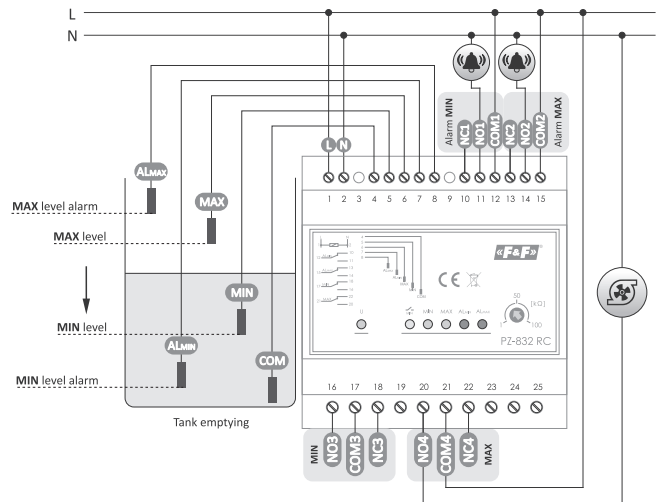 L
N
Alarm MIN
NC1
NO1
COM1
NC2
NO2
COM2
Alarm MAX
L N
1 2 3 4 5 6 7 8 9 10 11 12 13 14 15
ALMAX
MAX
MAX level alarm
MAX level
MIN
MIN level
ALMIN
COM
MIN level alarm
Tank emptying
«F&F»®
CE
U
MIN MAX ALMIN ALMAX
50 [kΩ]
1 100
PZ-832 RC
16 17 18 19 20 21 22 23 24 25
MIN
NO3
COM3
NC3
NO4
COM4
NC4
MAX